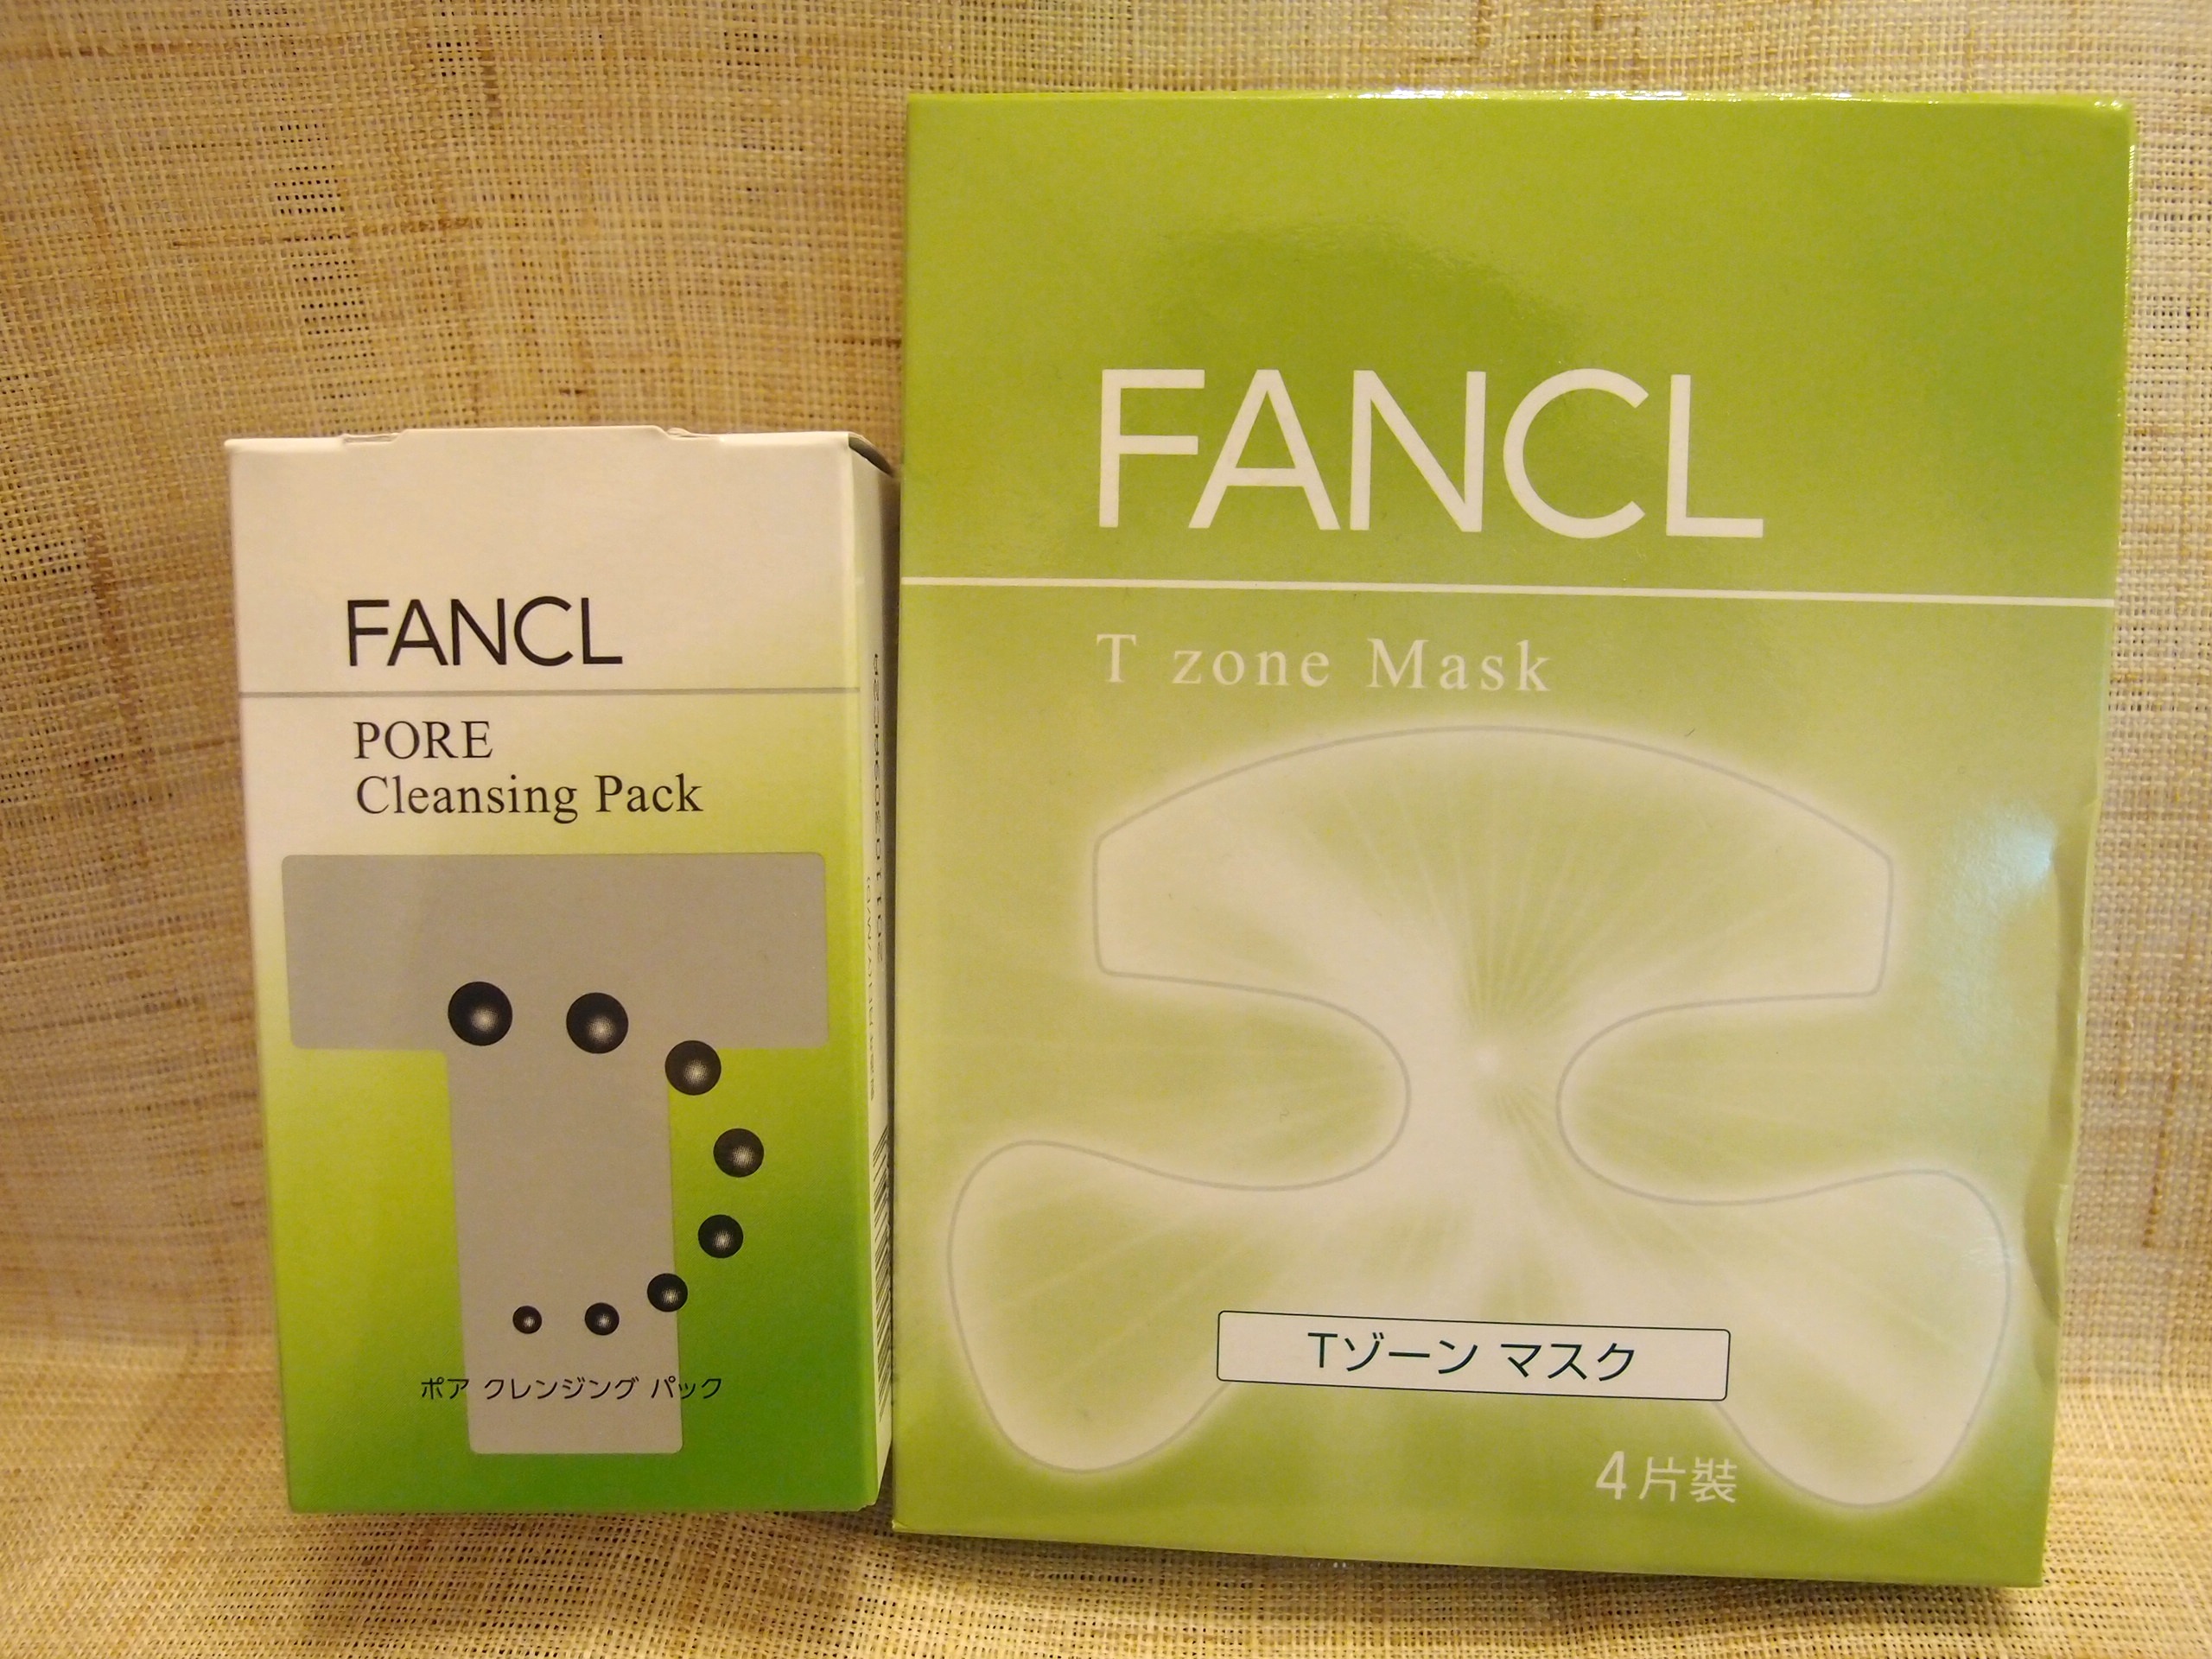 FANCL
PORE
Cleansing Pack
ポア クレンジング パック
FANCL
T zone Mask
Tゾーン マスク
4片裝